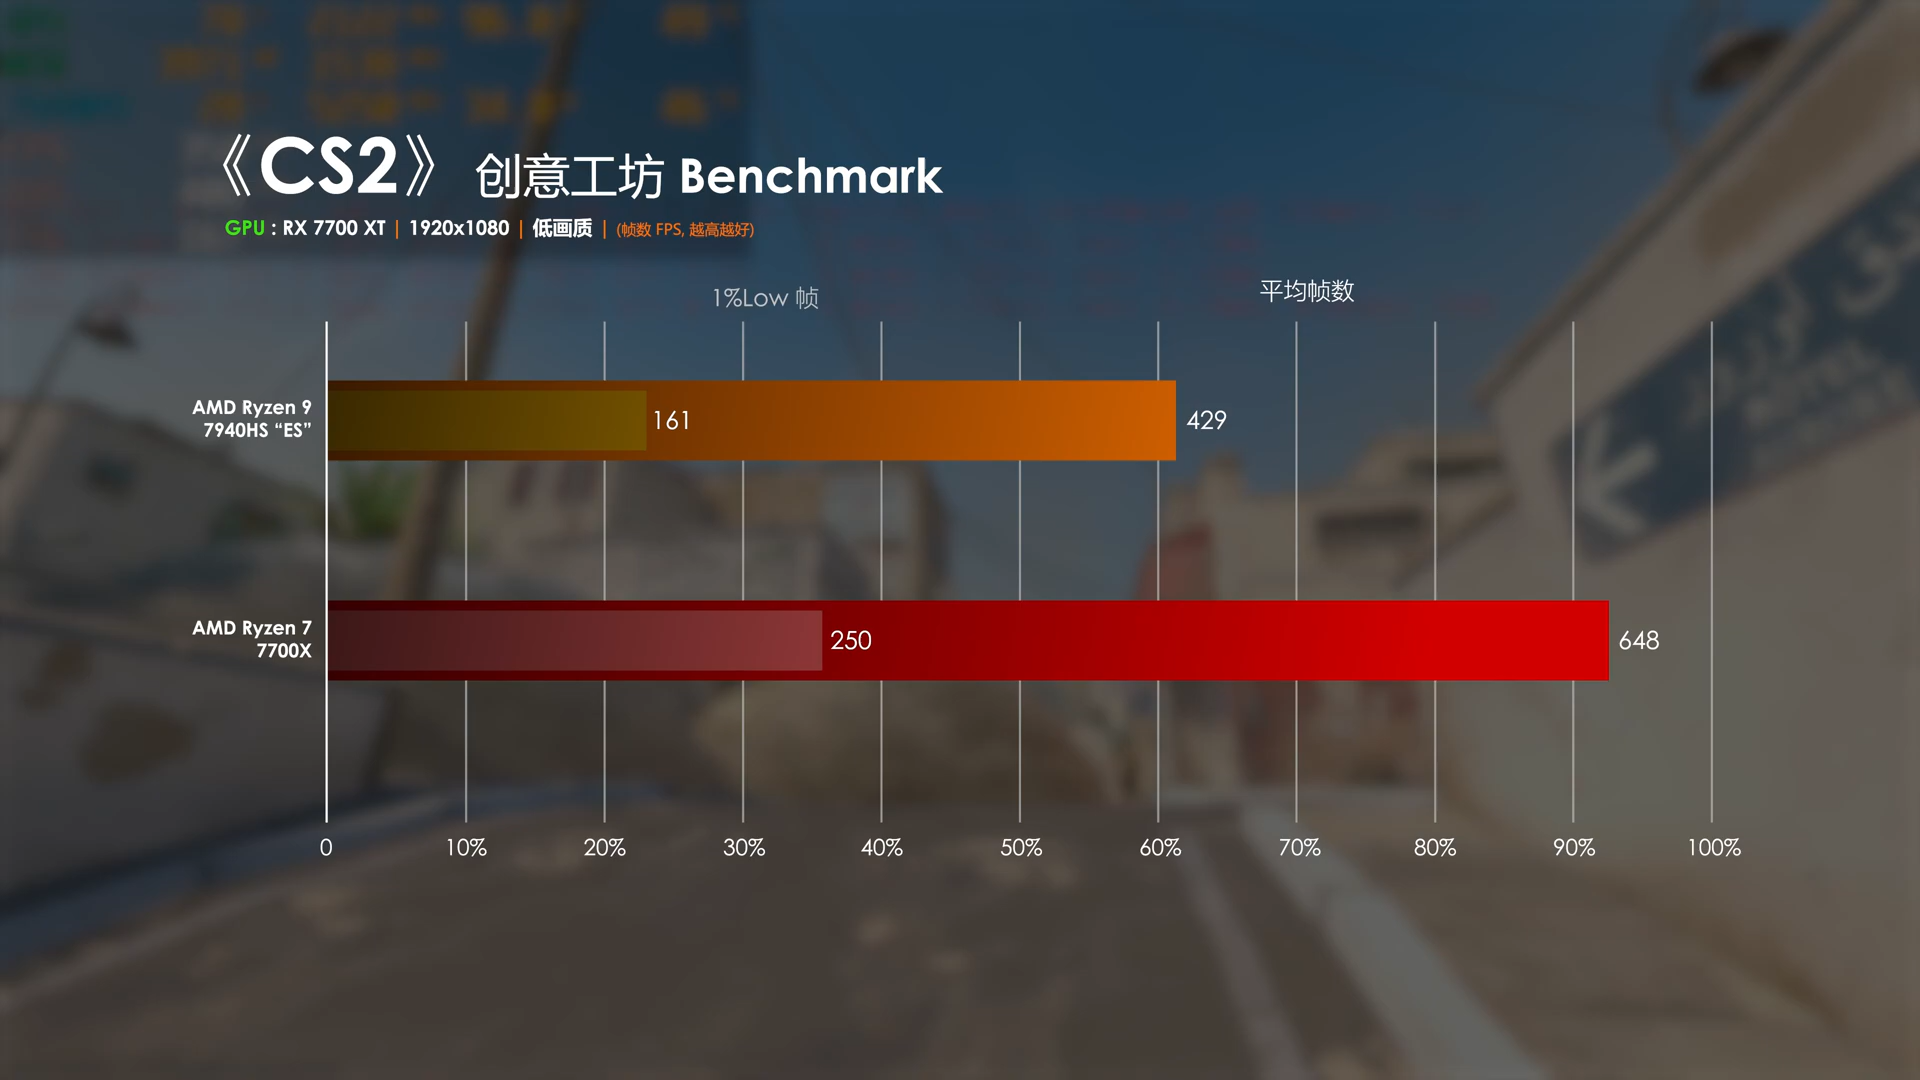 《CS2》 创意工坊 Benchmark
GPU : RX 7700 XT | 1920x1080 | 低画质 | (帧数 FPS, 越高越好)
1%Low 帧 平均帧数
AMD Ryzen 9
7940HS “ES”
161 429
AMD Ryzen 7
7700X
250 648
0 10% 20% 30% 40% 50% 60% 70% 80% 90% 100%